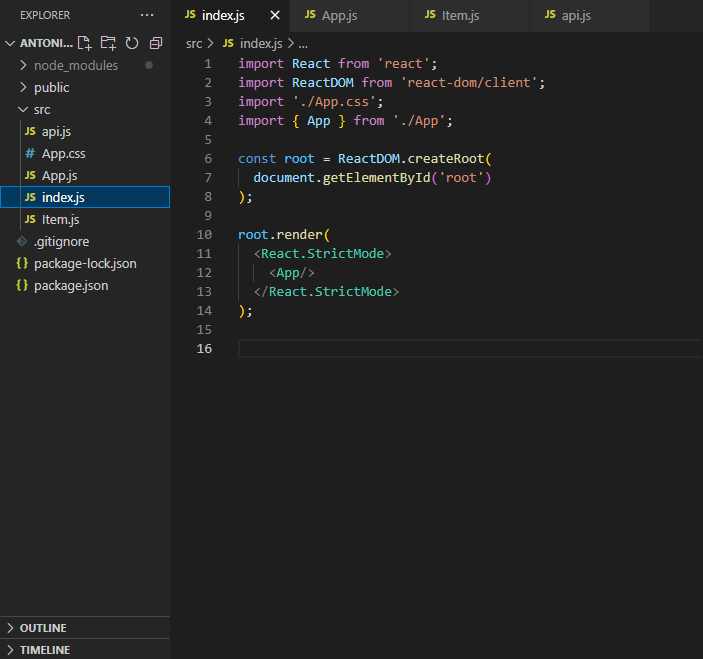 EXPLORER ...
ANTONI...
node_modules
public
src
JS api.js
# App.css
JS App.js
JS index.js
JS Item.js
.gitignore
{} package-lock.json
{} package.json
OUTLINE
TIMELINE
JS index.js JS App.js JS Item.js JS api.js
src > JS index.js > ...
1 import React from 'react';
2 import ReactDOM from 'react-dom/client';
3 import './App.css';
4 import { App } from './App';
5
6 const root = ReactDOM.createRoot(
7   document.getElementById('root')
8 );
9
10 root.render(
11   <React.StrictMode>
12     <App/>
13   </React.StrictMode>
14 );
15
16